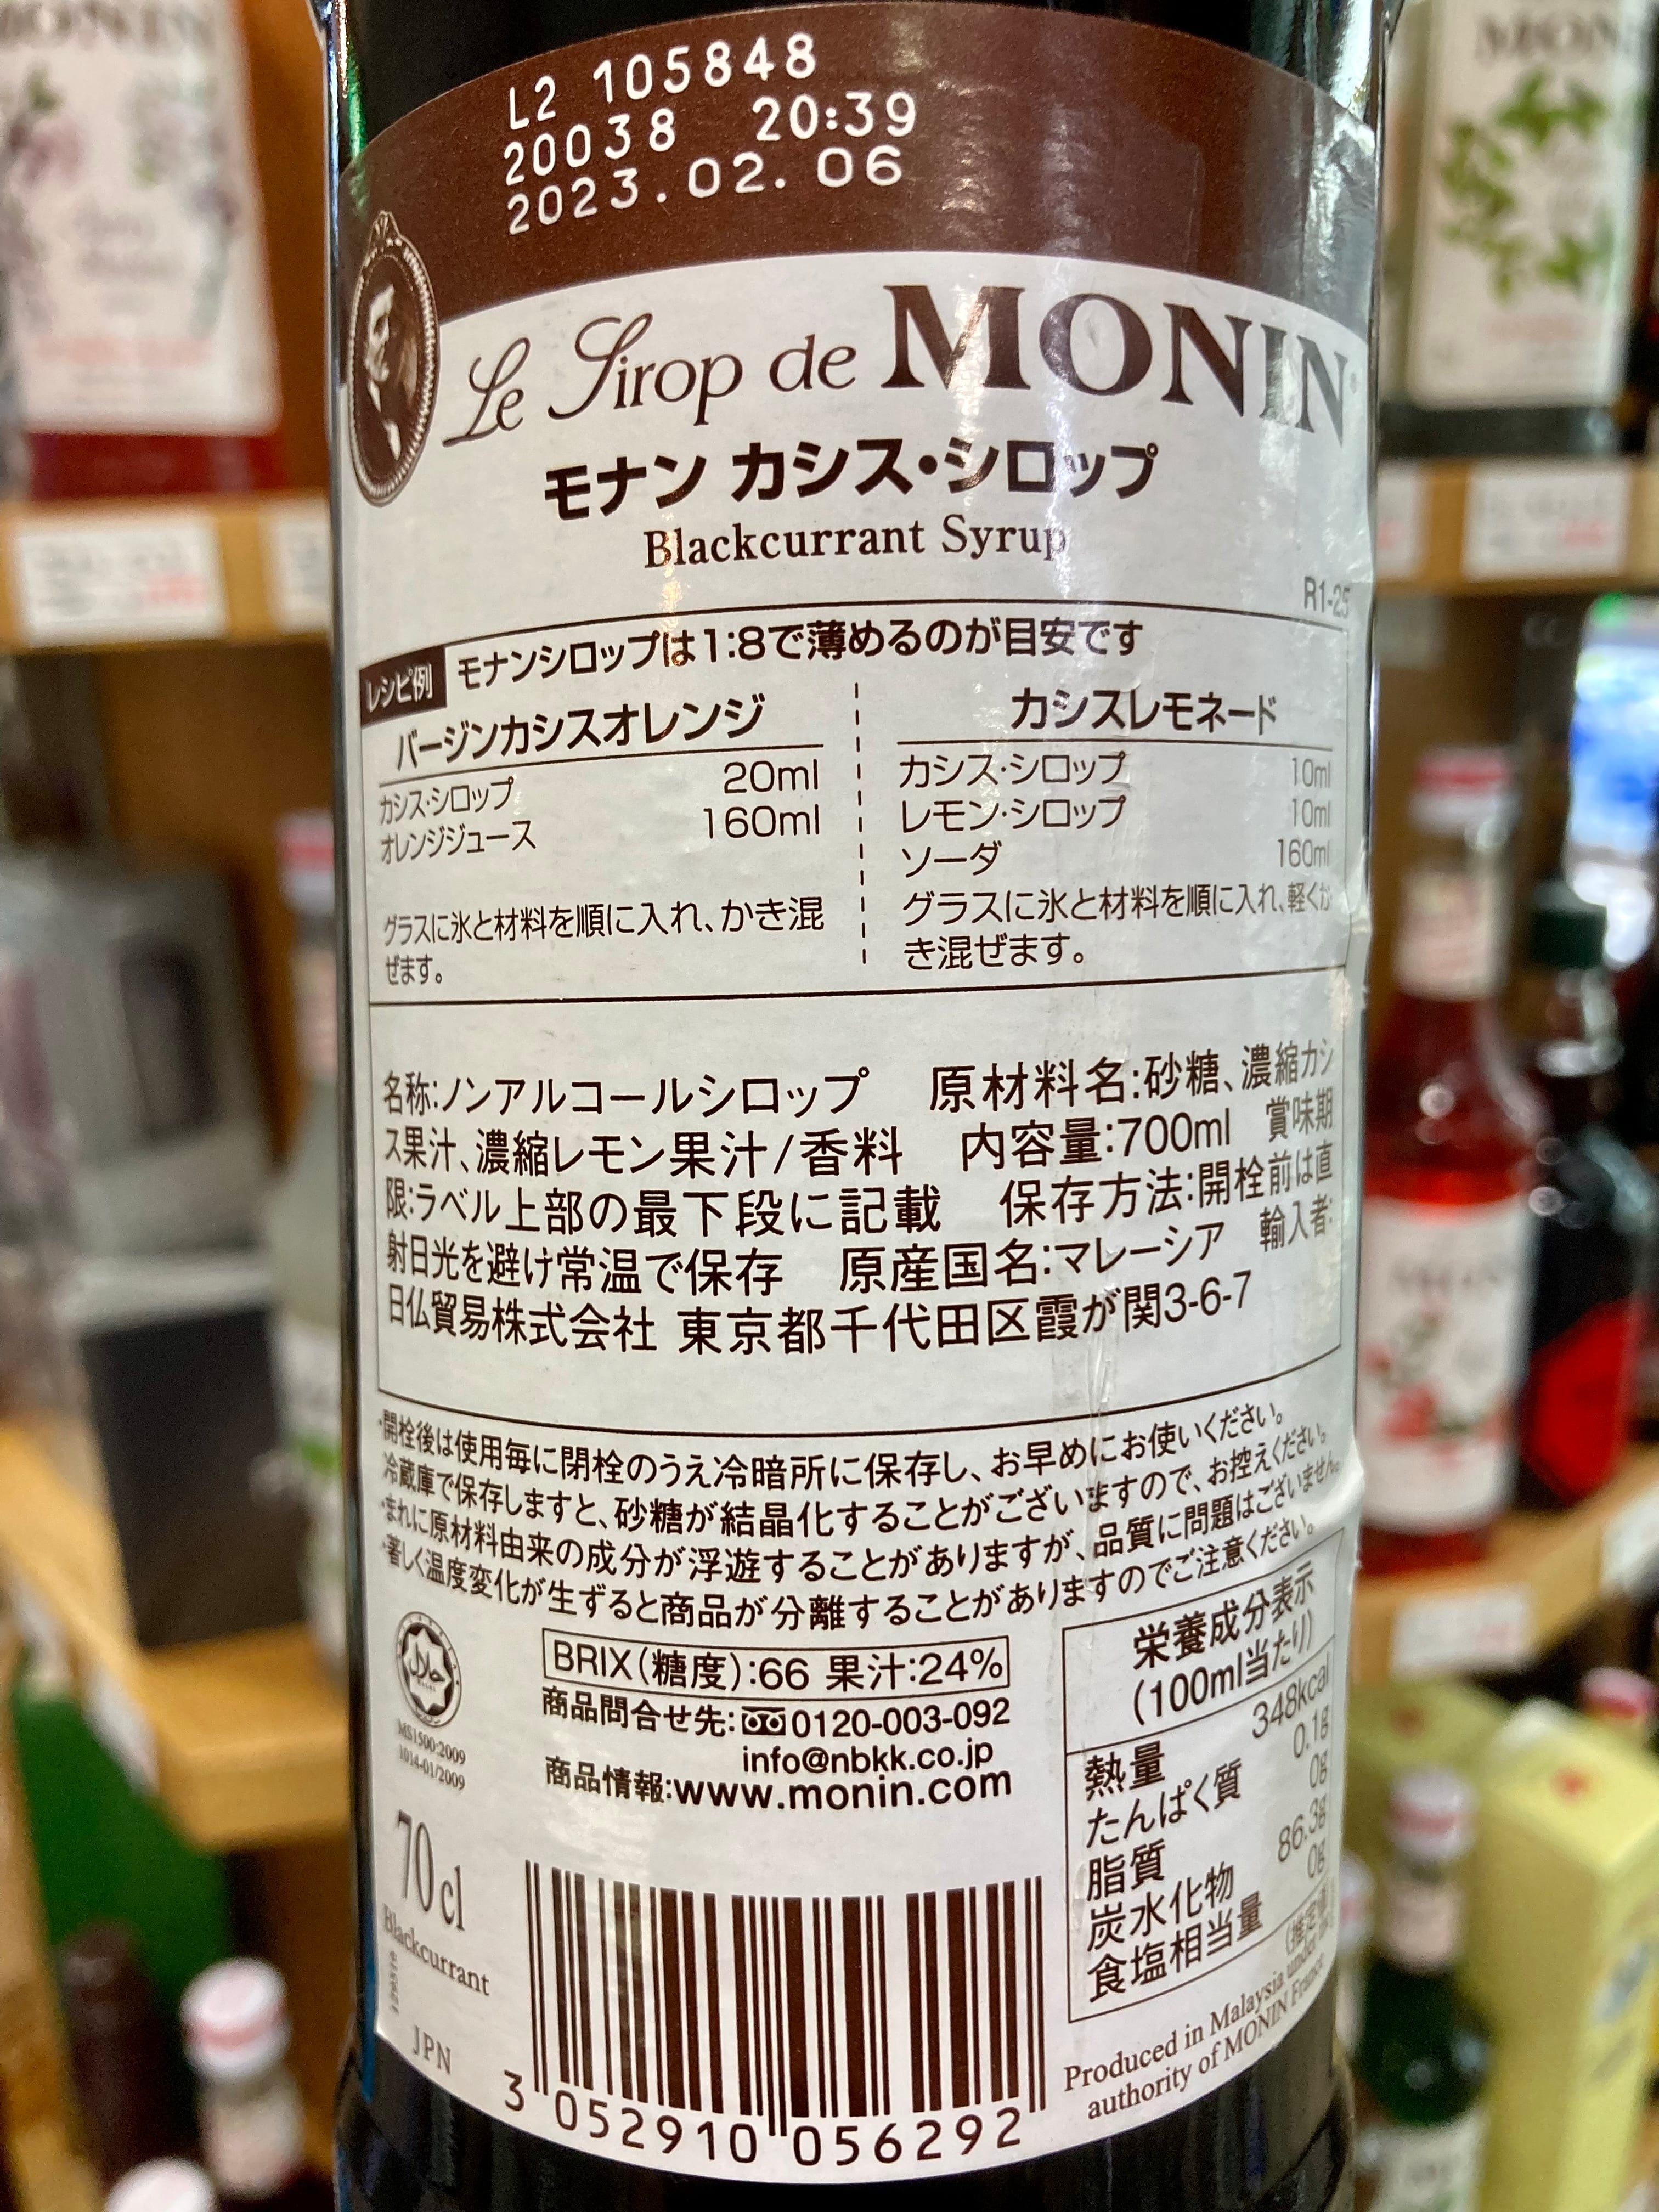 L2 105848
20038 20:39
2023.02.06
Le Sirop de MONIN
モナン カシス・シロップ
Blackcurrant Syrup
R1-25
レシピ例 モナンシロップは1:8で薄めるのが目安です
バージンカシスオレンジ
カシス・シロップ 20ml
オレンジジュース 160ml
グラスに氷と材料を順に入れ、かき混
ぜます。
カシスレモネード
カシス・シロップ 10ml
レモン・シロップ 10ml
ソーダ 160ml
グラスに氷と材料を順に入れ、軽くか
き混ぜます。
名称:ノンアルコールシロップ 原材料名:砂糖、濃縮カシ
ス果汁、濃縮レモン果汁/香料 内容量:700ml 賞味期
限:ラベル上部の最下段に記載 保存方法:開栓前は直
射日光を避け常温で保存 原産国名:マレーシア 輸入者:
日仏貿易株式会社 東京都千代田区霞が関3-6-7
・開栓後は使用毎に閉栓のうえ冷暗所に保存し、お早めにお使いください。
冷蔵庫で保存しますと、砂糖が結晶化することがございますので、お控えください。
・まれに原材料由来の成分が浮遊することがありますが、品質に問題はございません。
・著しく温度変化が生ずると商品が分離することがありますのでご注意ください。
MS1500:2009
1014-01/2009
BRIX(糖度):66 果汁:24%
商品問合せ先:0120-003-092
info@nbkk.co.jp
商品情報:www.monin.com
栄養成分表示
(100ml当たり)
熱量 348kcal
たんぱく質 0.1g
脂質 0g
炭水化物 86.3g
食塩相当量 0g
(推定値)
70cl
Blackcurrant
JPN
3 052910 056292
Produced in Malaysia under the
authority of MONIN France
MONIN
MONIN